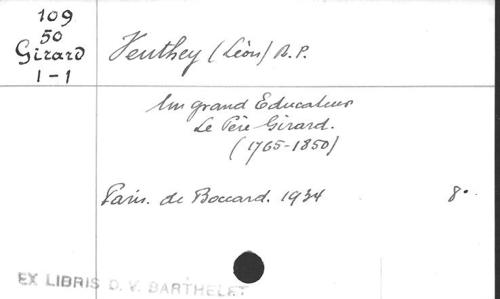 109
50
Girard
1-1
Veuthey (Léon) R.P.
Un grand Educateur
Le Père Girard.
(1765-1850)
Paris. de Boccard. 1934 8°.
EX LIBRIS D. V. BARTHELET